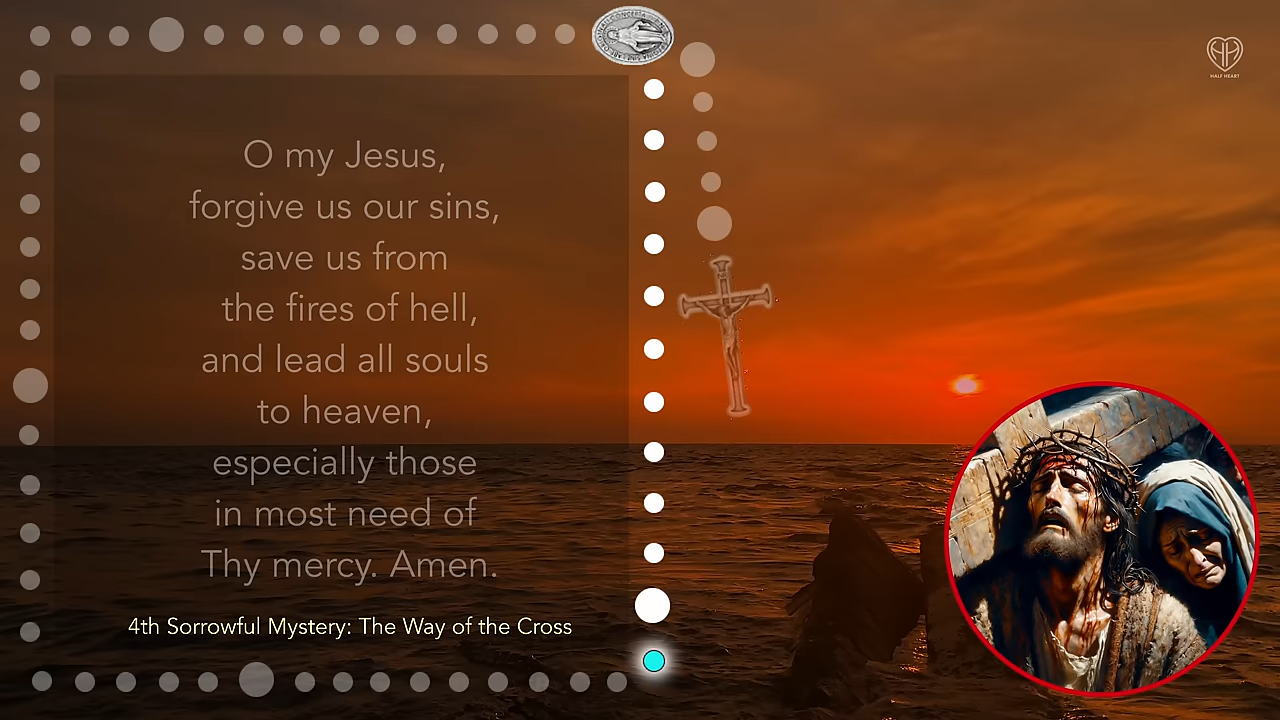 O my Jesus,
forgive us our sins,
save us from
the fires of hell,
and lead all souls
to heaven,
especially those
in most need of
Thy mercy. Amen.
4th Sorrowful Mystery: The Way of the Cross
HALF HEART